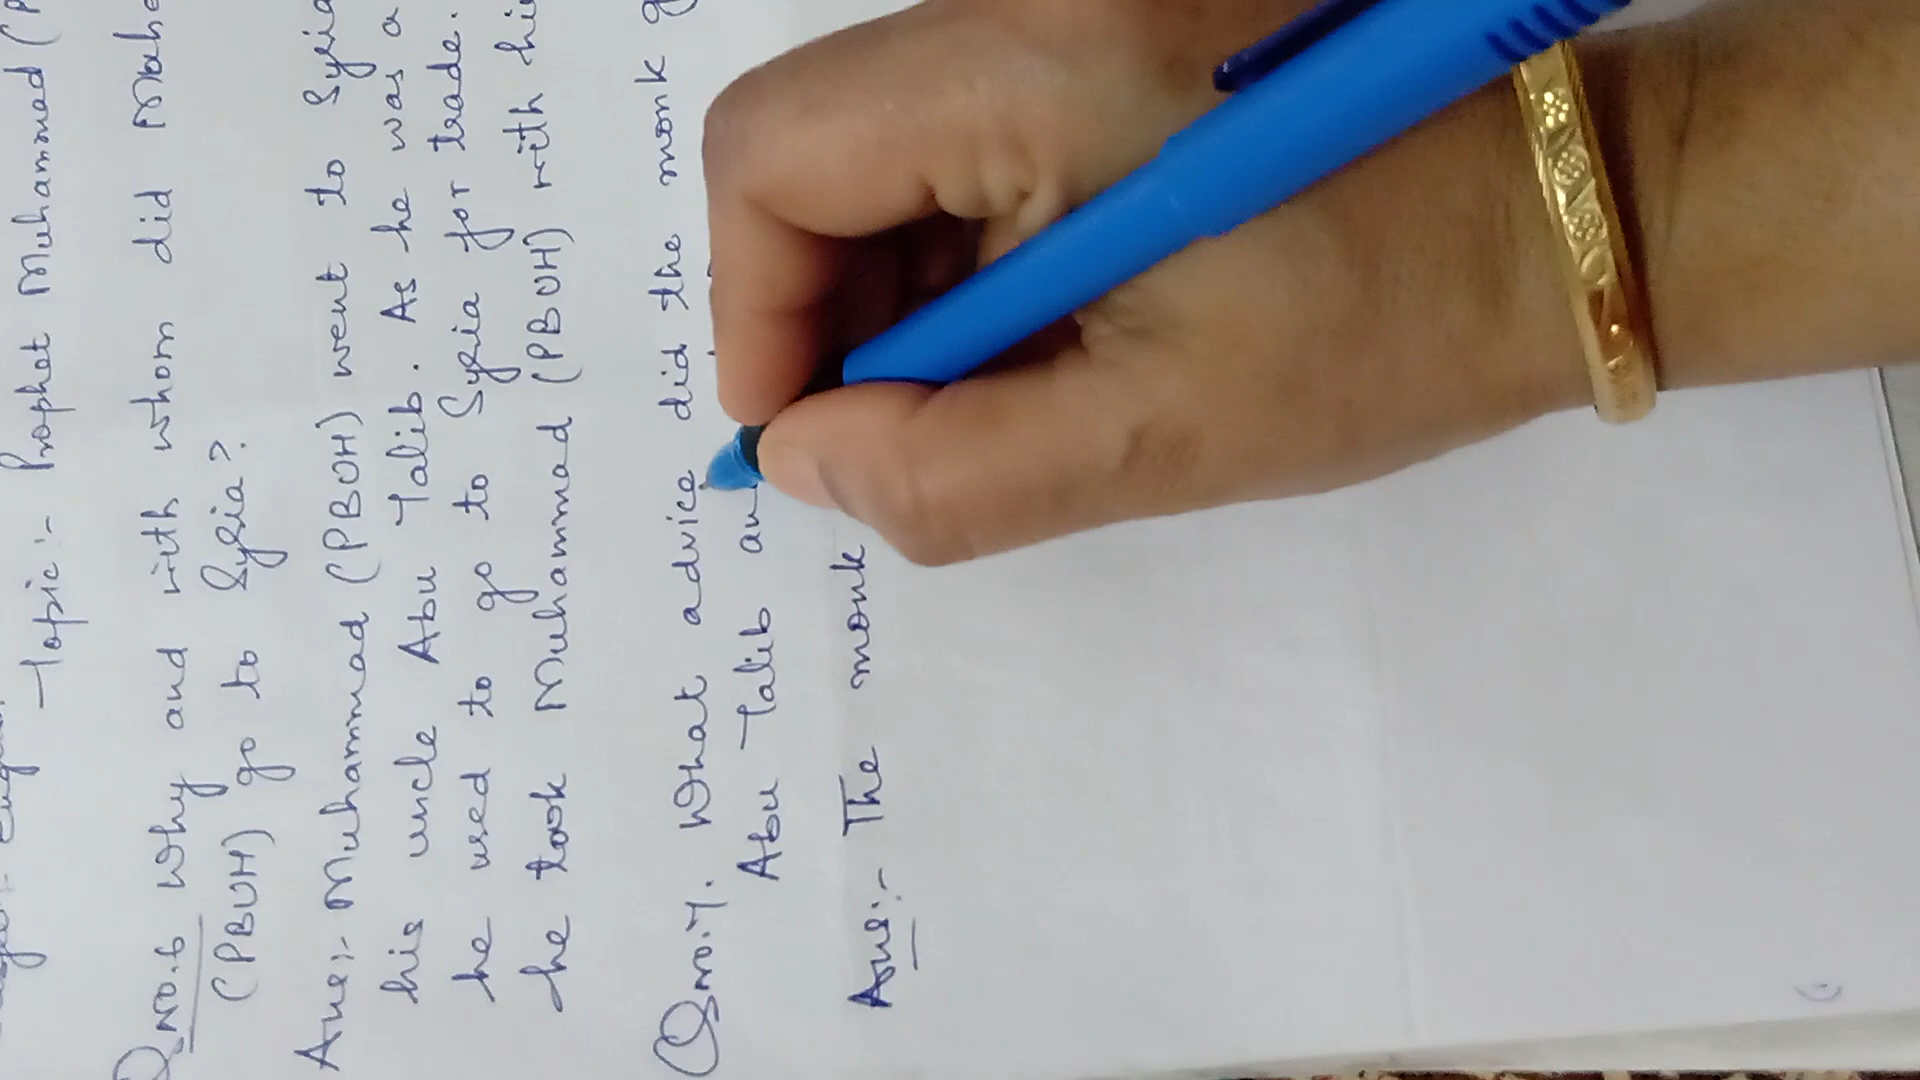 Topic:- Prophet Muhammad (P
Q No.6 Why and with whom did Muha
(PBUH) go to Syria?
Ans:- Muhammad (PBUH) went to Syria
his uncle Abu Talib. As he was a
he used to go to Syria for trade.
he took Muhammad (PBUH) with hi
Q No.7. What advice did the monk g
Abu Talib an
Ans:- The monk